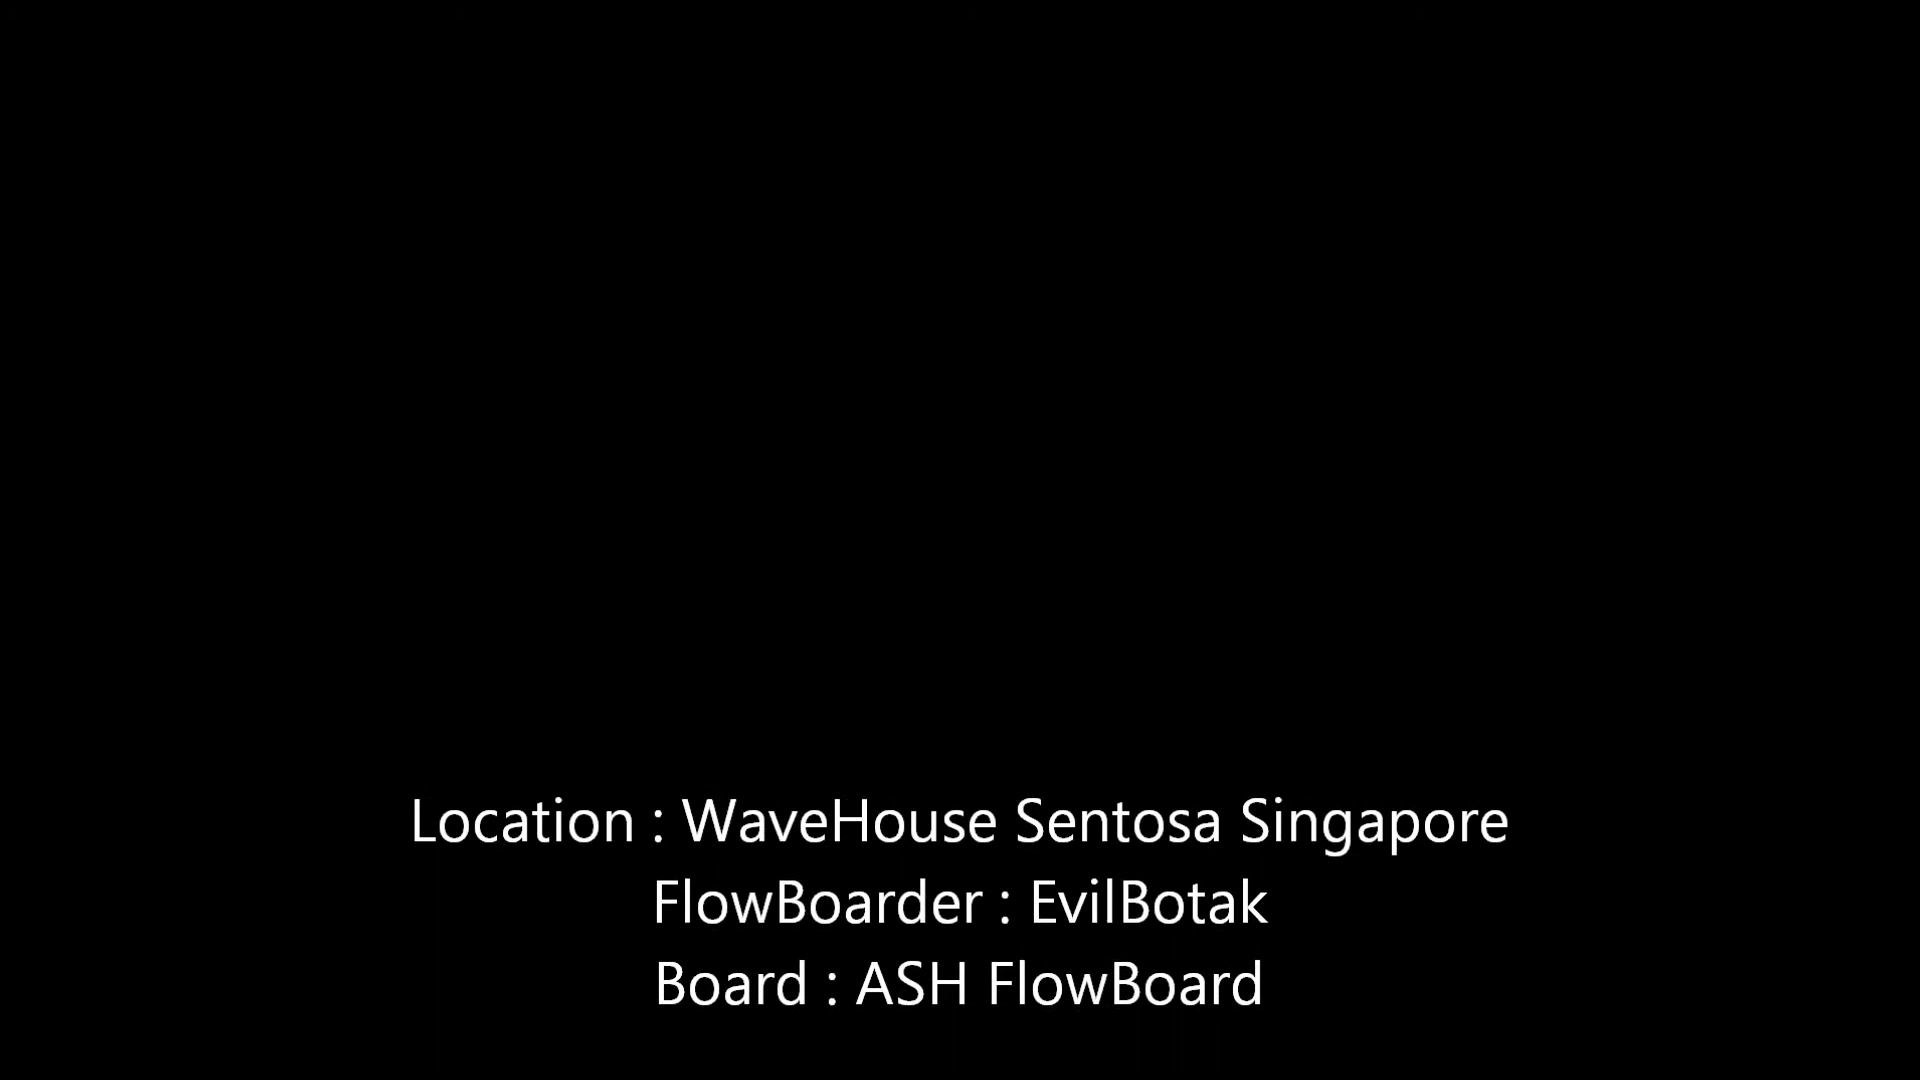 Location : WaveHouse Sentosa Singapore
FlowBoarder : EvilBotak
Board : ASH FlowBoard